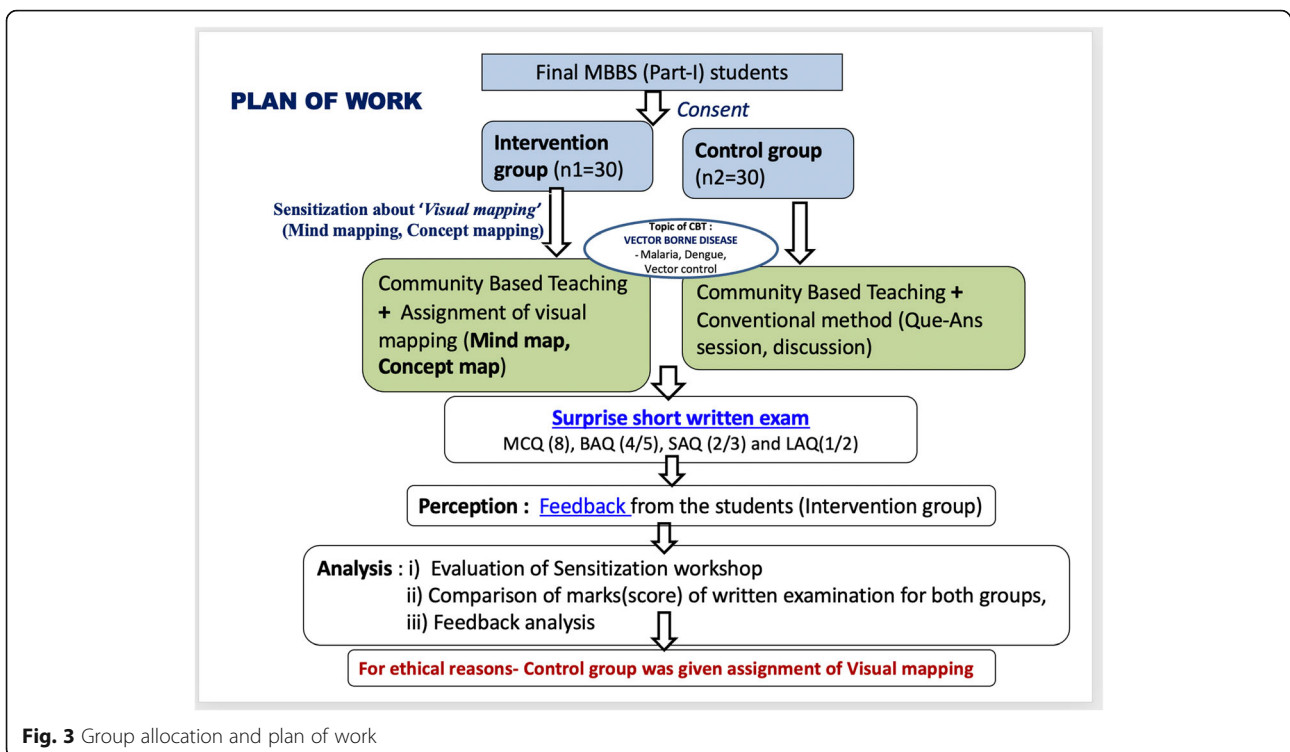 Final MBBS (Part-I) students
PLAN OF WORK
Consent
Intervention
group (n1=30)
Control group
(n2=30)
Sensitization about ‘Visual mapping’
(Mind mapping, Concept mapping)
Topic of CBT :
VECTOR BORNE DISEASE
- Malaria, Dengue,
Vector control
Community Based Teaching
+ Assignment of visual
mapping (Mind map,
Concept map)
Community Based Teaching +
Conventional method (Que-Ans
session, discussion)
Surprise short written exam
MCQ (8), BAQ (4/5), SAQ (2/3) and LAQ(1/2)
Perception : Feedback from the students (Intervention group)
Analysis : i) Evaluation of Sensitization workshop
ii) Comparison of marks(score) of written examination for both groups,
iii) Feedback analysis
For ethical reasons- Control group was given assignment of Visual mapping
Fig. 3 Group allocation and plan of work